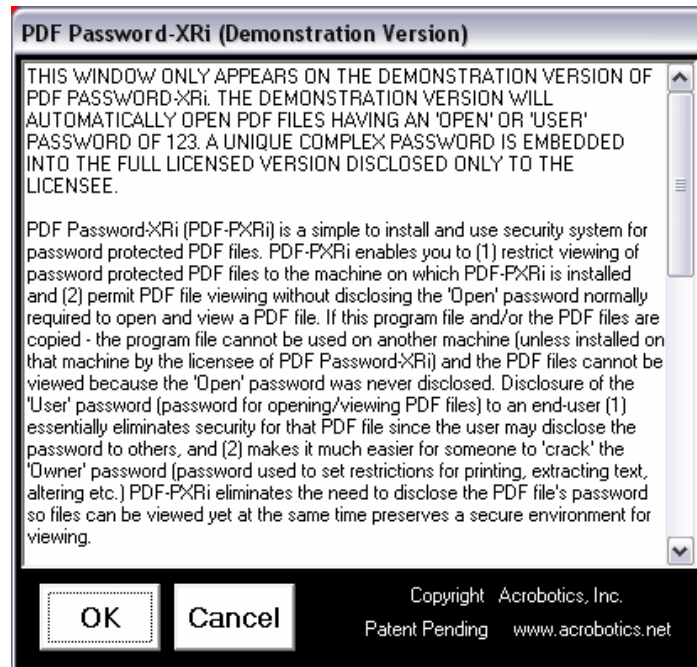 PDF Password-XRi (Demonstration Version)
THIS WINDOW ONLY APPEARS ON THE DEMONSTRATION VERSION OF
PDF PASSWORD-XRi. THE DEMONSTRATION VERSION WILL
AUTOMATICALLY OPEN PDF FILES HAVING AN 'OPEN' OR 'USER'
PASSWORD OF 123. A UNIQUE COMPLEX PASSWORD IS EMBEDDED
INTO THE FULL LICENSED VERSION DISCLOSED ONLY TO THE
LICENSEE.
PDF Password-XRi (PDF-PXRi) is a simple to install and use security system for
password protected PDF files. PDF-PXRi enables you to (1) restrict viewing of
password protected PDF files to the machine on which PDF-PXRi is installed
and (2) permit PDF file viewing without disclosing the 'Open' password normally
required to open and view a PDF file. If this program file and/or the PDF files are
copied - the program file cannot be used on another machine (unless installed on
that machine by the licensee of PDF Password-XRi) and the PDF files cannot be
viewed because the 'Open' password was never disclosed. Disclosure of the
'User' password (password for opening/viewing PDF files) to an end-user (1)
essentially eliminates security for that PDF file since the user may disclose the
password to others, and (2) makes it much easier for someone to 'crack' the
'Owner' password (password used to set restrictions for printing, extracting text,
altering etc.) PDF-PXRi eliminates the need to disclose the PDF file's password
so files can be viewed yet at the same time preserves a secure environment for
viewing.
OK
Cancel
Copyright Acrobotics, Inc.
Patent Pending www.acrobotics.net